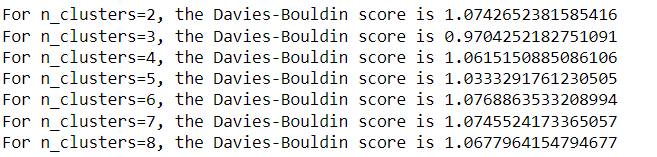 For n_clusters=2, the Davies-Bouldin score is 1.0742652381585416
For n_clusters=3, the Davies-Bouldin score is 0.9704252182751091
For n_clusters=4, the Davies-Bouldin score is 1.0615150885086106
For n_clusters=5, the Davies-Bouldin score is 1.0333291761230505
For n_clusters=6, the Davies-Bouldin score is 1.0768863533208994
For n_clusters=7, the Davies-Bouldin score is 1.0745524173365057
For n_clusters=8, the Davies-Bouldin score is 1.0677964154794677